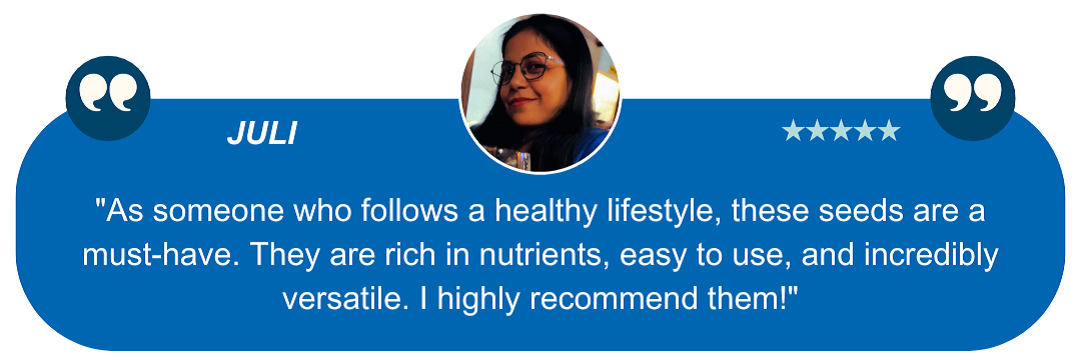 JULI
"As someone who follows a healthy lifestyle, these seeds are a
must-have. They are rich in nutrients, easy to use, and incredibly
versatile. I highly recommend them!"